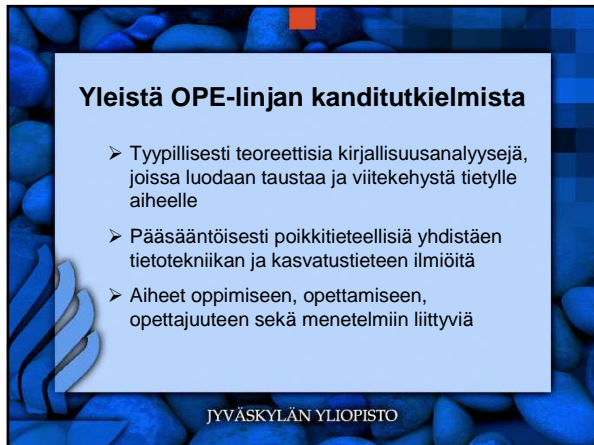 Yleistä OPE-linjan kanditutkielmista
➢ Tyypillisesti teoreettisia kirjallisuusanalyysejä,
joissa luodaan taustaa ja viitekehystä tietylle
aiheelle
➢ Pääsääntöisesti poikkitieteellisiä yhdistäen
tietotekniikan ja kasvatustieteen ilmiöitä
➢ Aiheet oppimiseen, opettamiseen,
opettajuuteen sekä menetelmiin liittyviä
JYVÄSKYLÄN YLIOPISTO